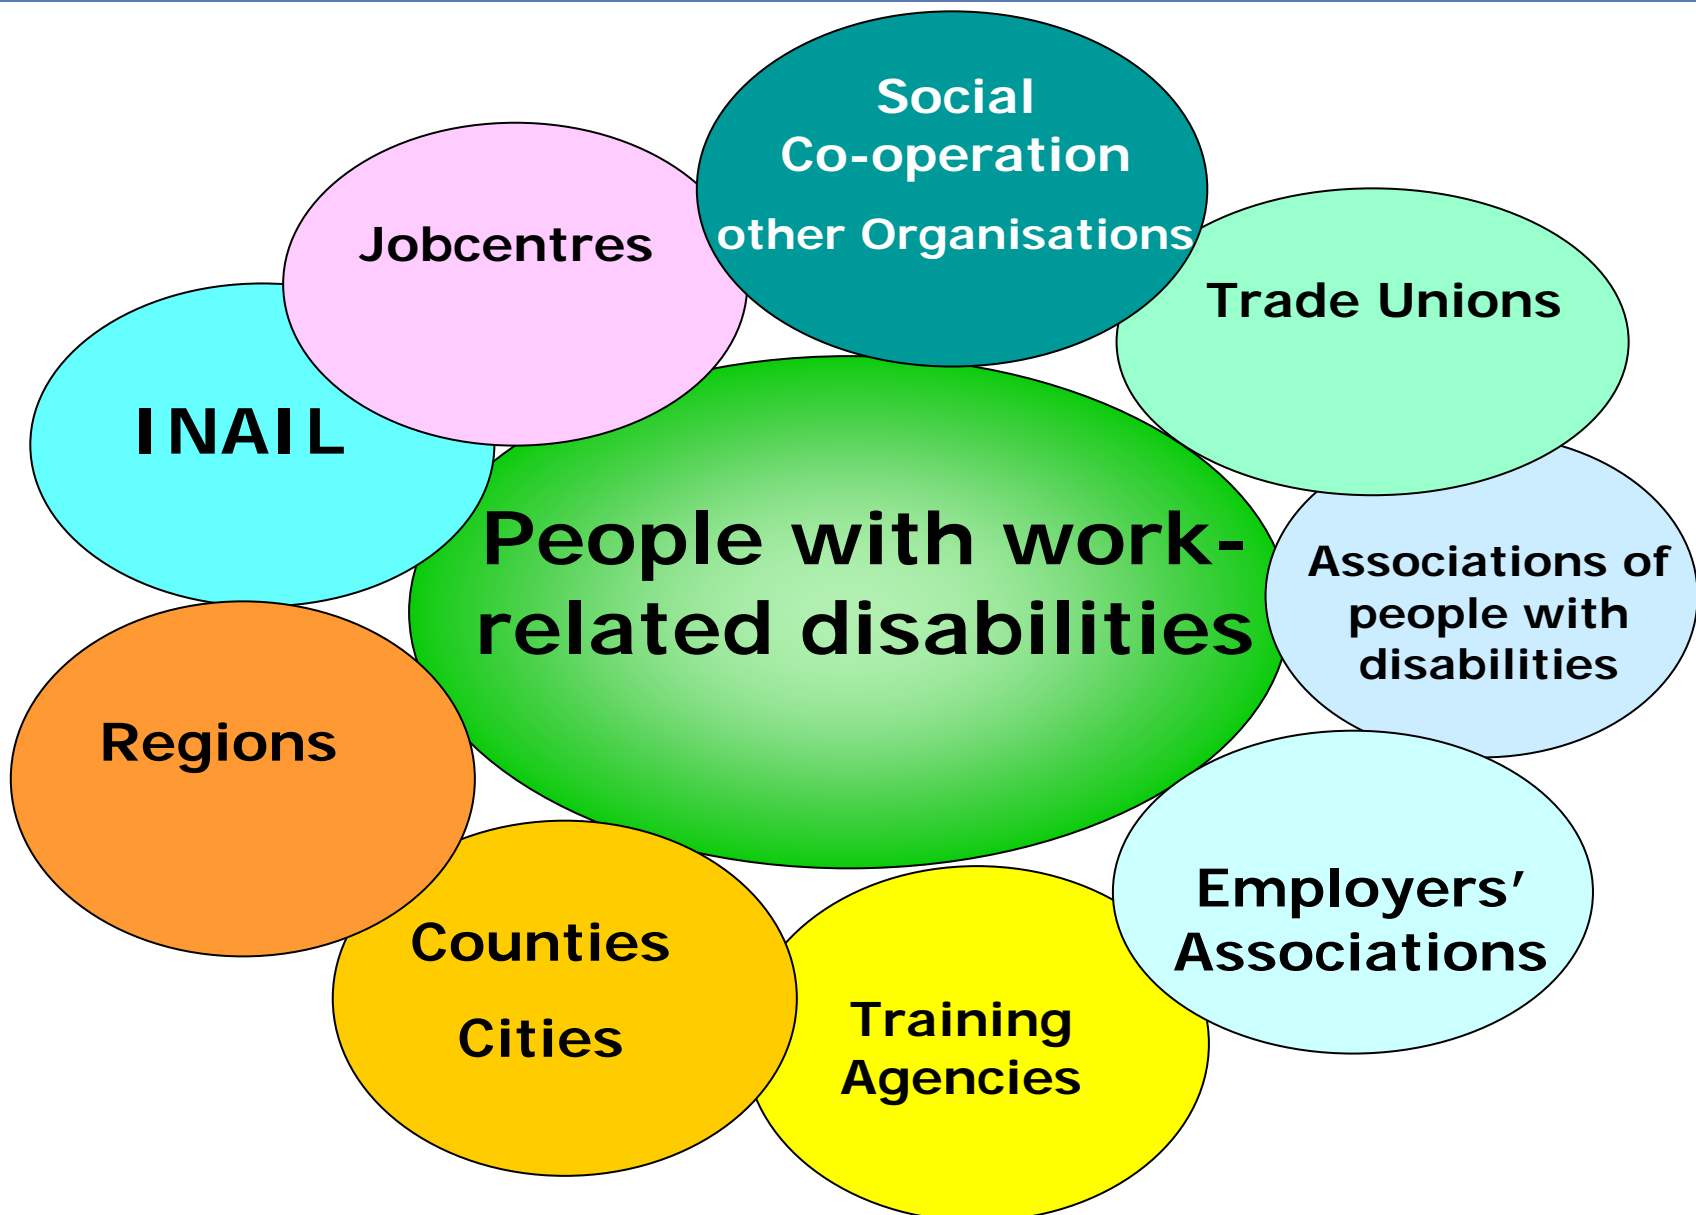 Social
Co-operation
other Organisations
Jobcentres
Trade Unions
INAIL
People with work-
related disabilities
Associations of
people with
disabilities
Regions
Employers’
Associations
Counties
Cities
Training
Agencies